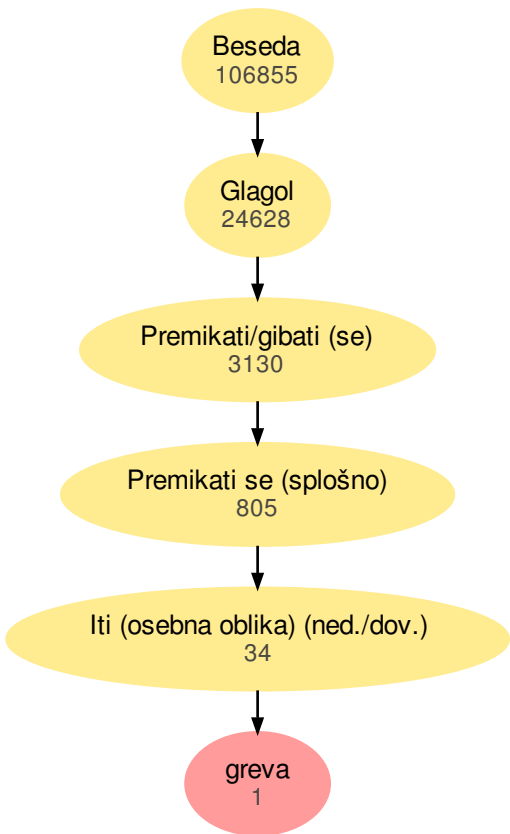 Beseda
106855
Glagol
24628
Premikati/gibati (se)
3130
Premikati se (splošno)
805
Iti (osebna oblika) (ned./dov.)
34
greva
1